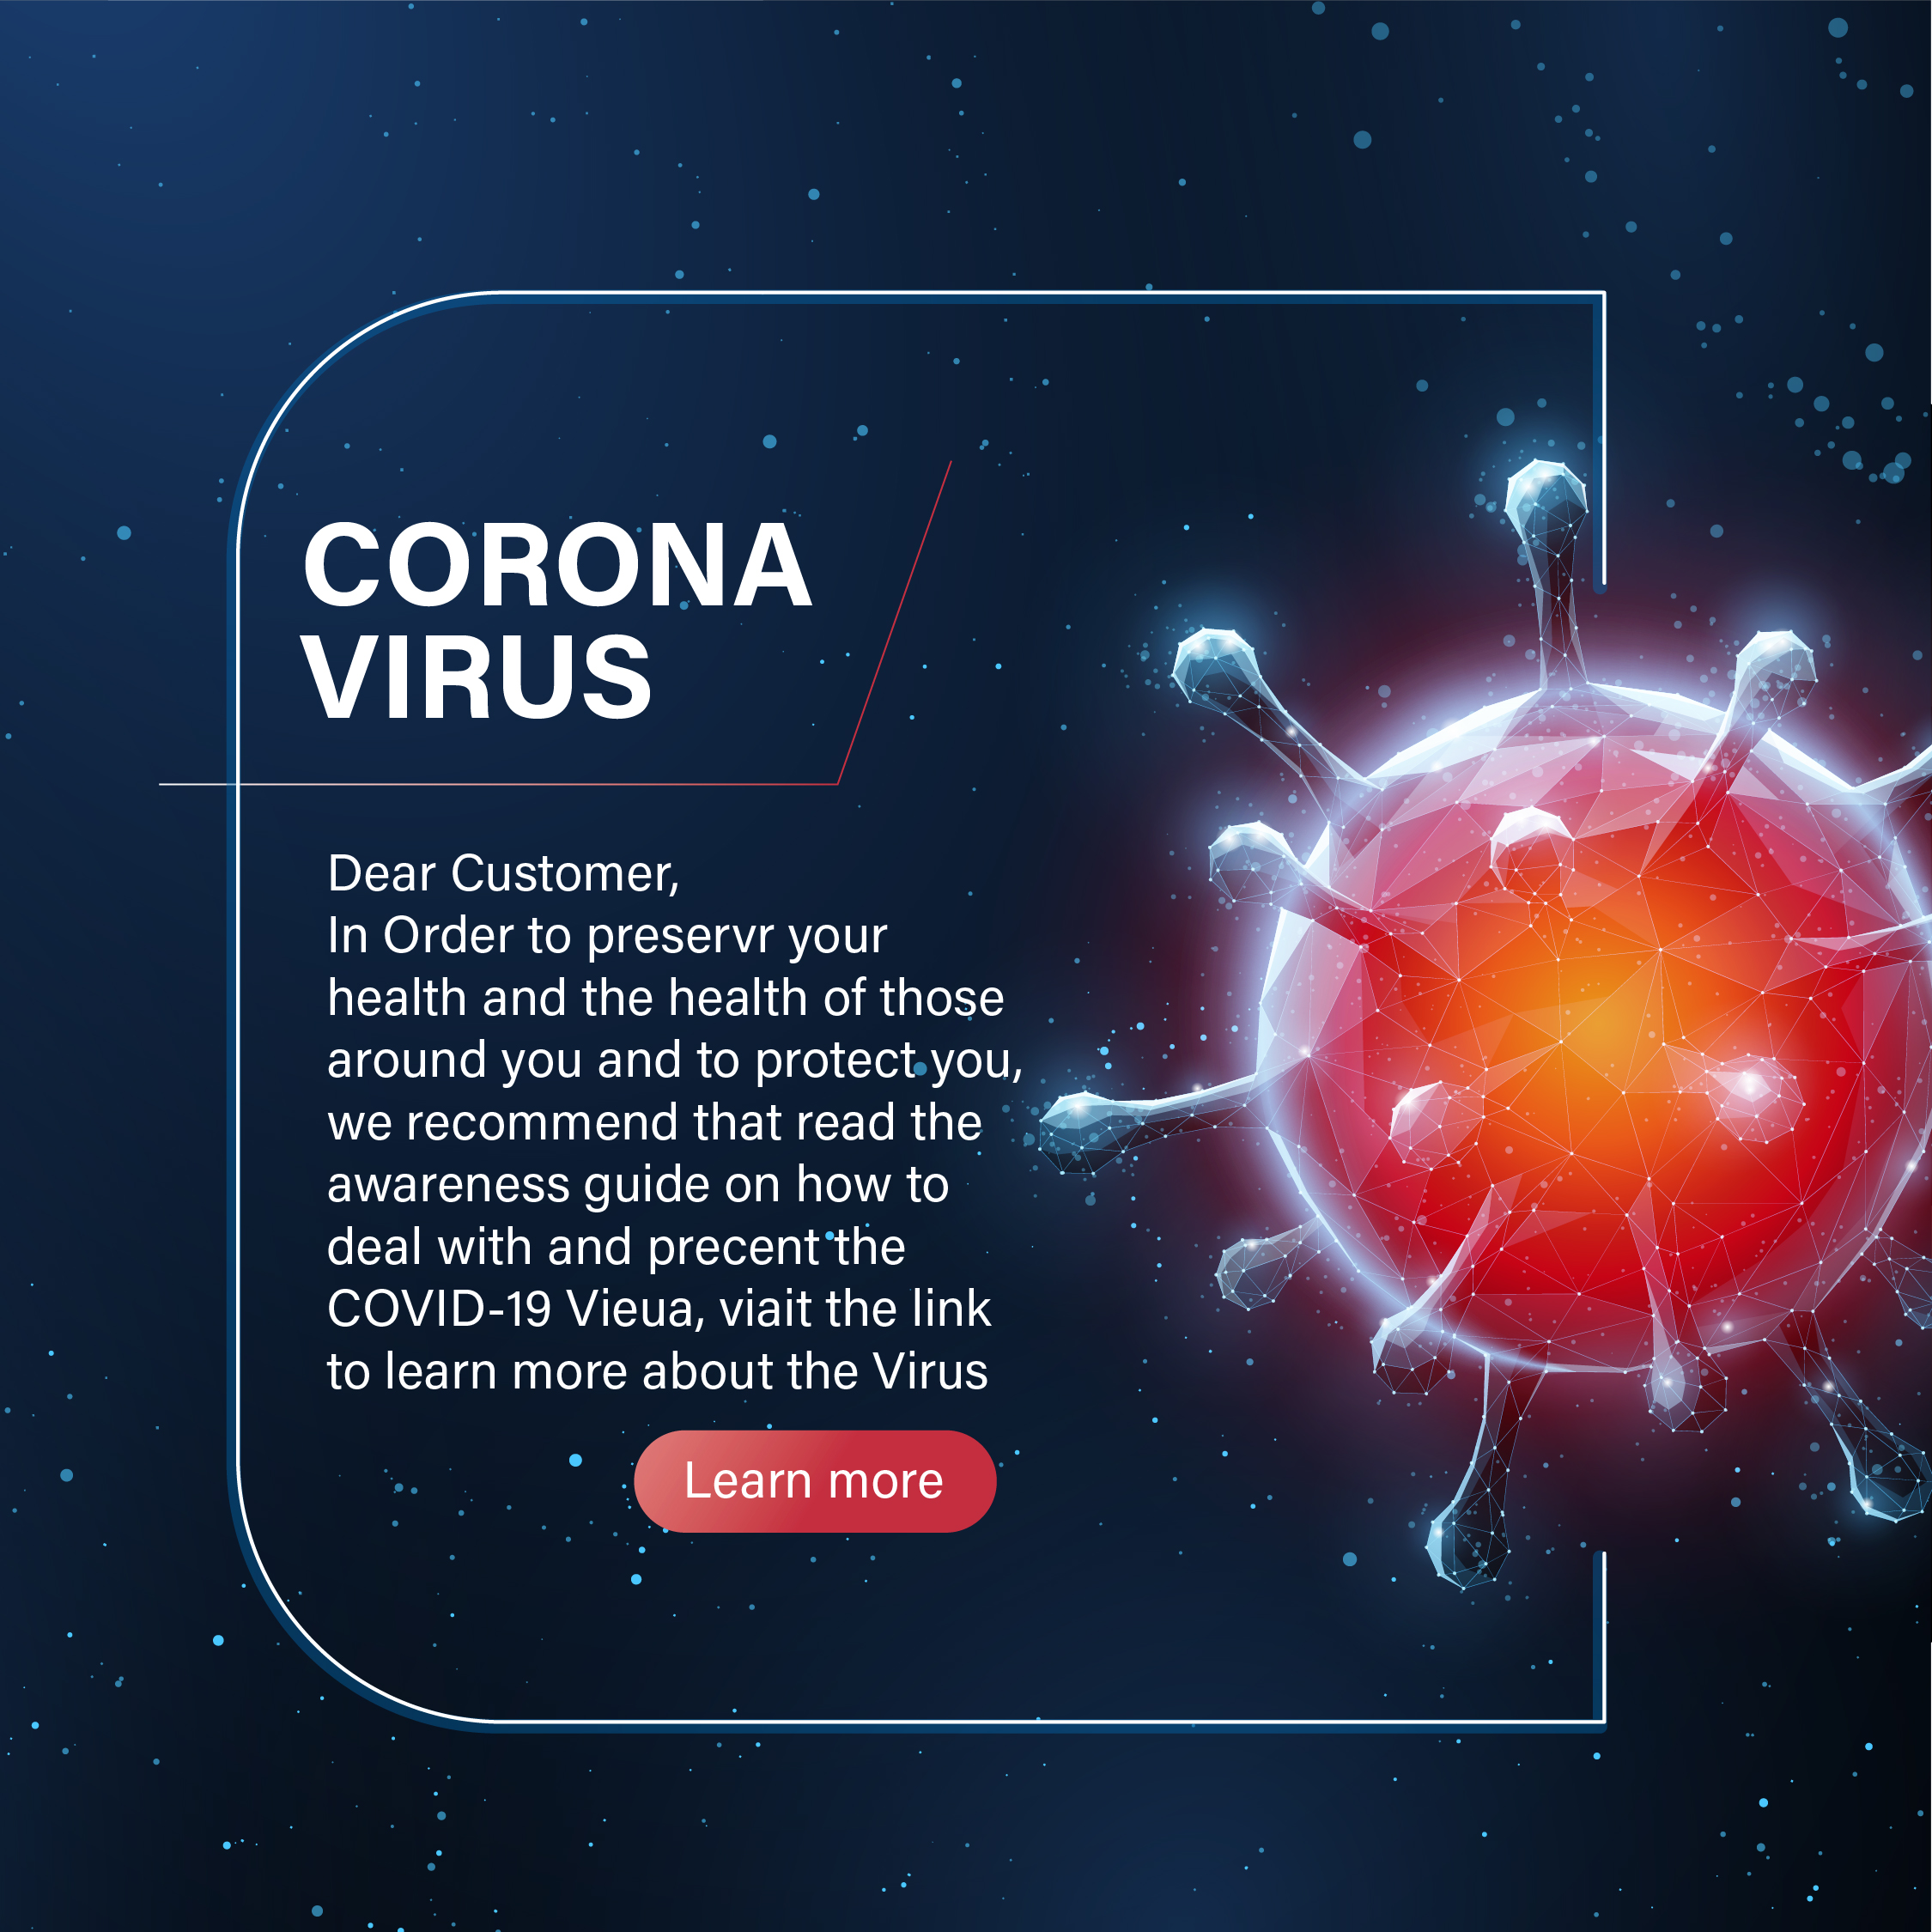 CORONA
VIRUS
Dear Customer,
In Order to preservr your
health and the health of those
around you and to protect you,
we recommend that read the
awareness guide on how to
deal with and precent the
COVID-19 Vieua, viait the link
to learn more about the Virus
Learn more